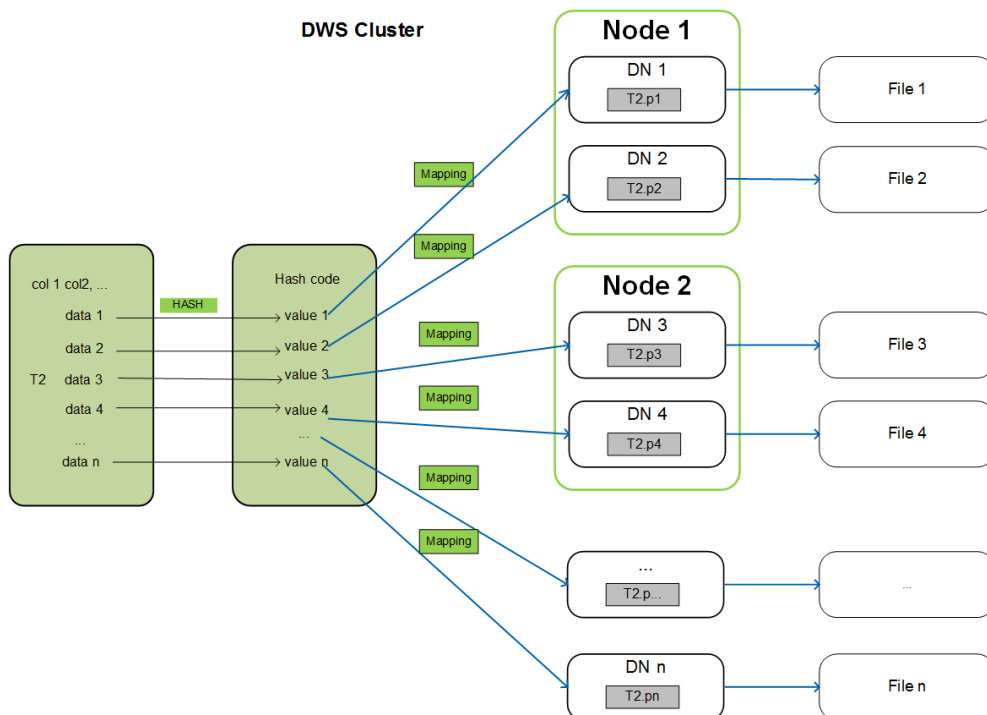 DWS Cluster
Node 1
DN 1
T2.p1
File 1
DN 2
T2.p2
File 2
Mapping
Mapping
col 1 col2, ...
data 1
data 2
T2 data 3
data 4
...
data n
HASH
Hash code
value 1
value 2
value 3
value 4
...
value n
Node 2
Mapping
DN 3
T2.p3
File 3
Mapping
DN 4
T2.p4
File 4
Mapping
Mapping
...
T2.p...
...
DN n
T2.pn
File n